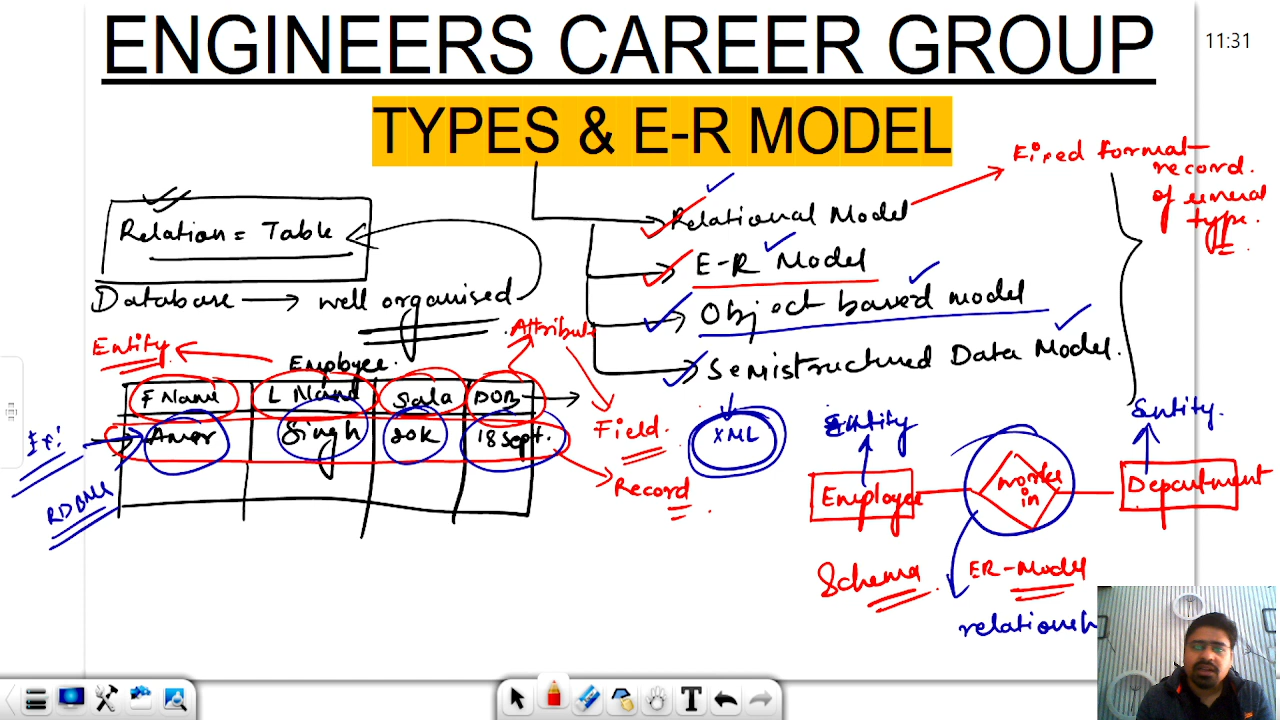 ENGINEERS CAREER GROUP
11:31
TYPES & E-R MODEL
Fixed format
record.
of several
type.
Relation = Table
Relational Model
E-R Model
Object based model
Semistructured Data Model.
Database → well organised
Entity
Employee.
Attribute
F Name
L Name
Sala
DOB
Amar
Singh
20K
18 Sept.
Ex:
RDBMS
Field.
Record
XML
Entity
Entity.
Employee
works
in
Department
Schema
ER-Model
relationsh
T